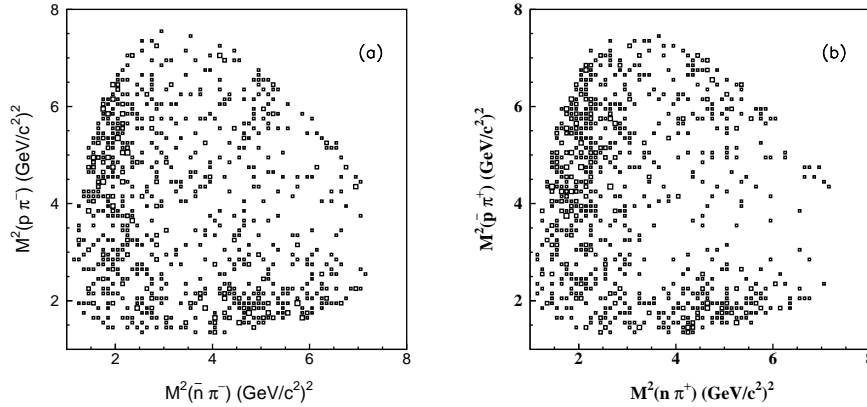 8
6
4
2
2 4 6 8
(a)
M²(p π⁻) (GeV/c²)²
M²(n̄ π⁻) (GeV/c²)²
8
6
4
2
2 4 6 8
(b)
M²(p̄ π⁺) (GeV/c²)²
M²(n π⁺) (GeV/c²)²